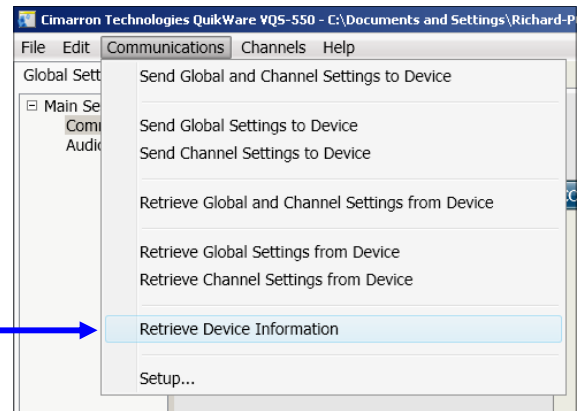 Cimarron Technologies QuikWare VQS-550 - C:\Documents and Settings\Richard-P
File Edit Communications Channels Help
Global Sett
Send Global and Channel Settings to Device
Main Se
Com
Send Global Settings to Device
Audi
Send Channel Settings to Device
Retrieve Global and Channel Settings from Device
Retrieve Global Settings from Device
Retrieve Channel Settings from Device
Retrieve Device Information
Setup...